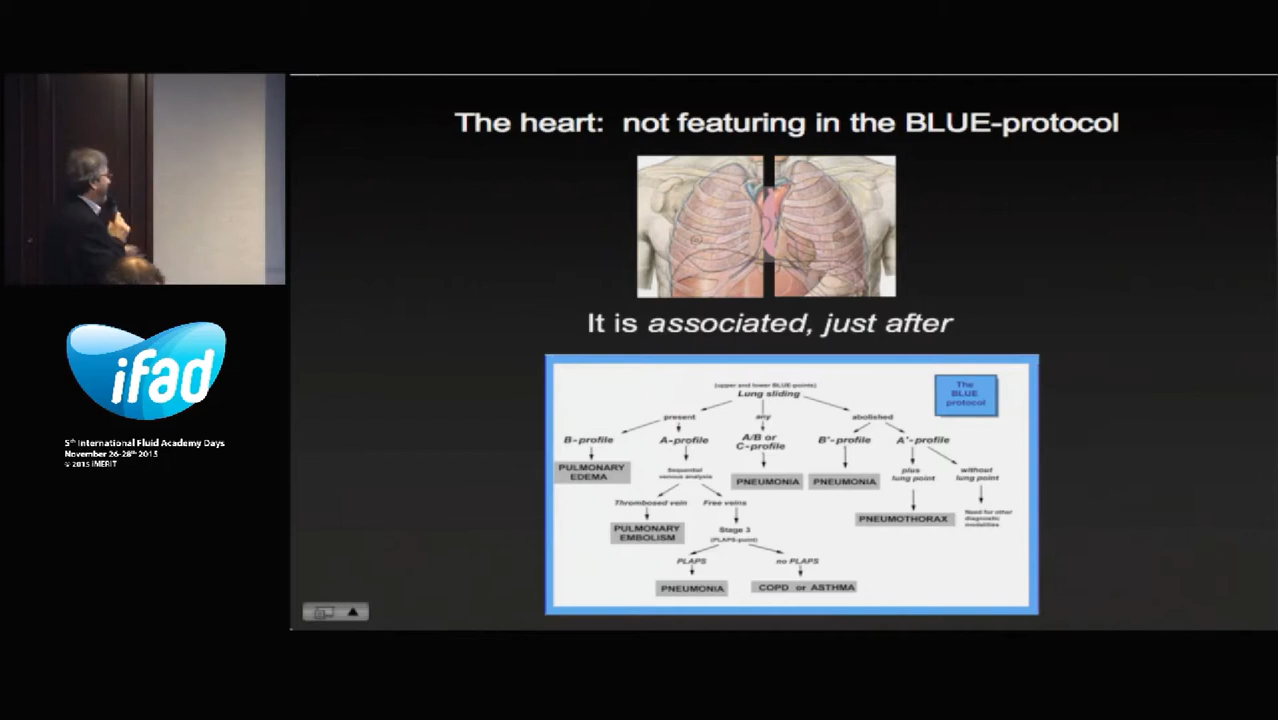 The heart: not featuring in the BLUE-protocol
It is associated, just after
ifad
5th International Fluid Academy Days
November 26-28th 2015
© 2015 iMERIT
The
BLUE
protocol
(upper and lower BLUE-points)
Lung sliding
present
any
abolished
B-profile
A-profile
A/B or
C-profile
B'-profile
A'-profile
PULMONARY
EDEMA
Sequential
venous analysis
PNEUMONIA
PNEUMONIA
plus
lung point
without
lung point
Thrombosed vein
Free veins
PNEUMOTHORAX
Need for other
diagnostic
modalities
PULMONARY
EMBOLISM
Stage 3
(PLAPS-point)
PLAPS
no PLAPS
PNEUMONIA
COPD or ASTHMA